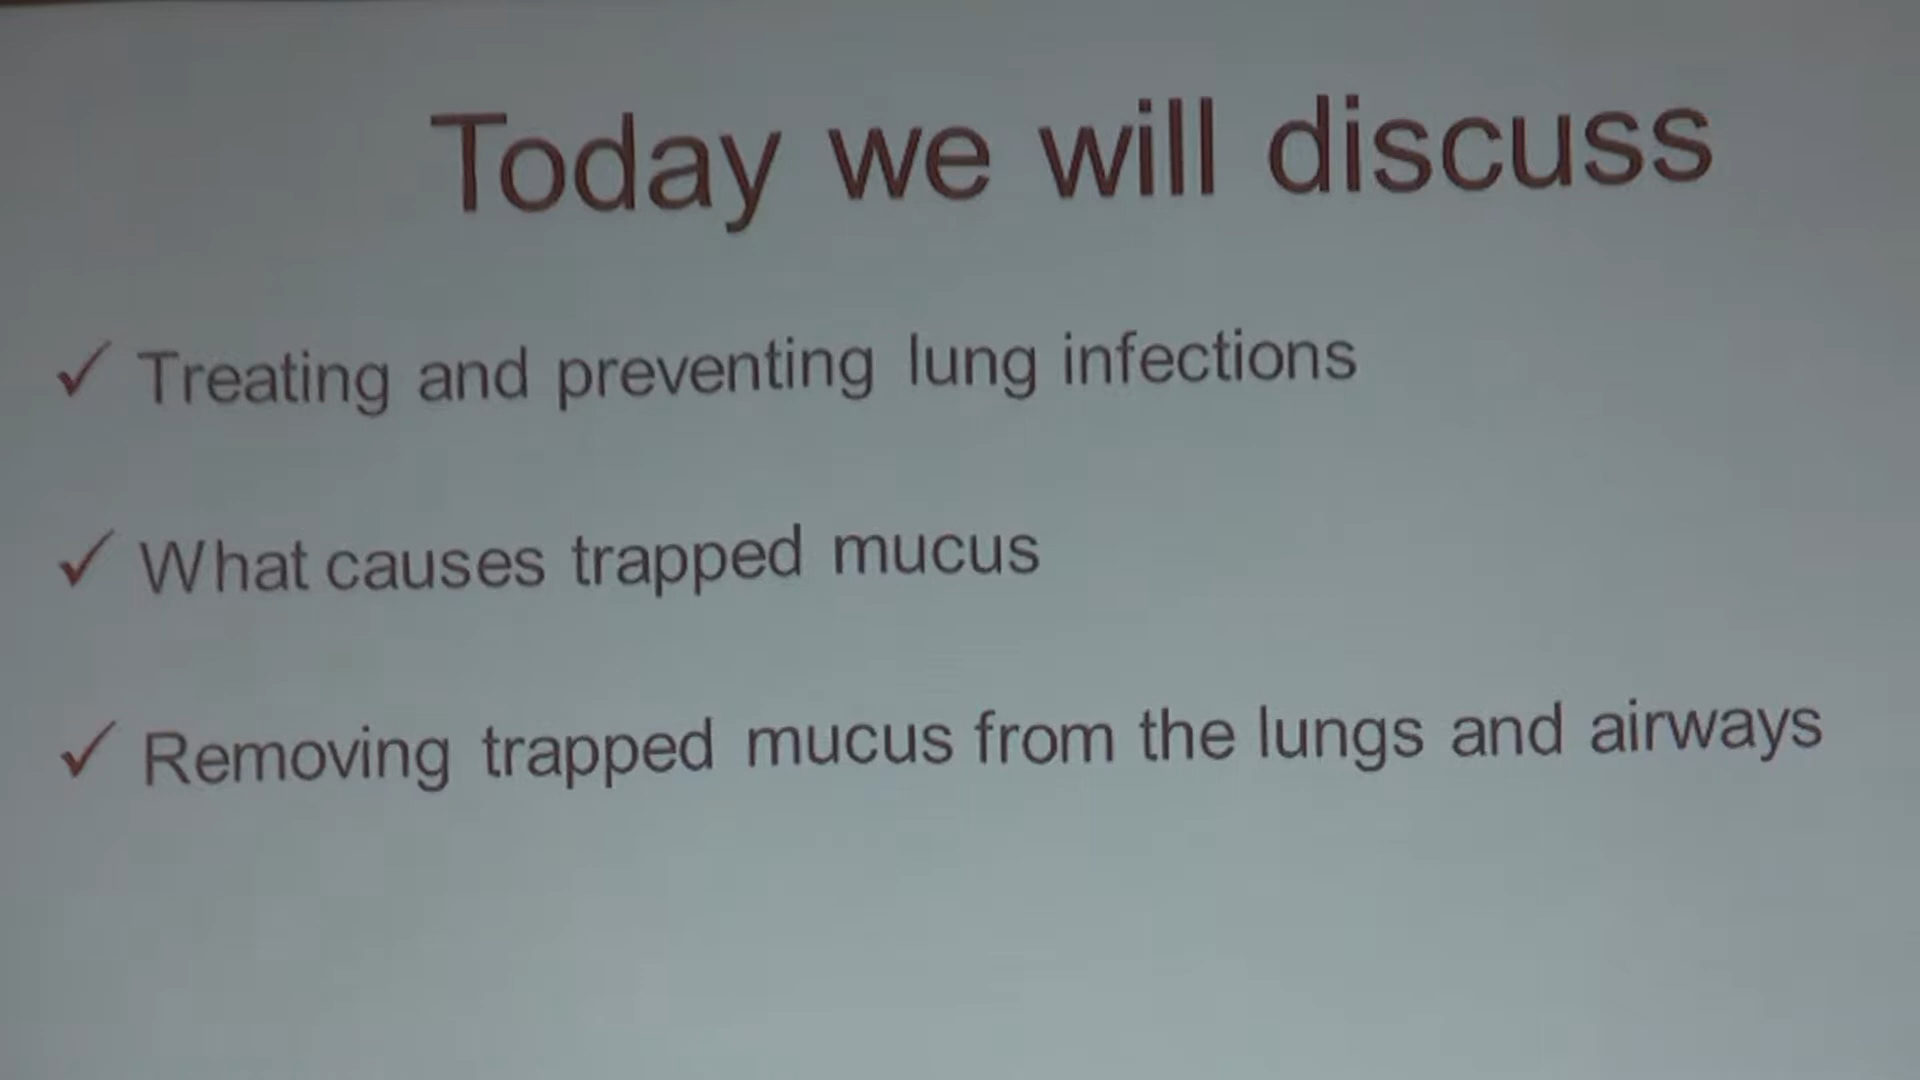 Today we will discuss
✓ Treating and preventing lung infections
✓ What causes trapped mucus
✓ Removing trapped mucus from the lungs and airways